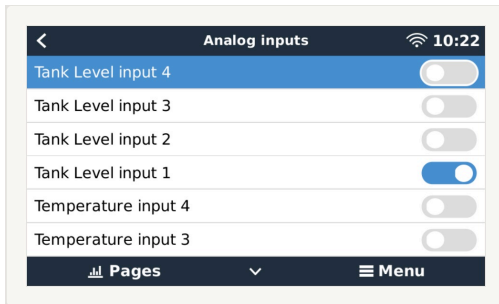 Analog inputs 10:22
Tank Level input 4
Tank Level input 3
Tank Level input 2
Tank Level input 1
Temperature input 4
Temperature input 3
Pages Menu